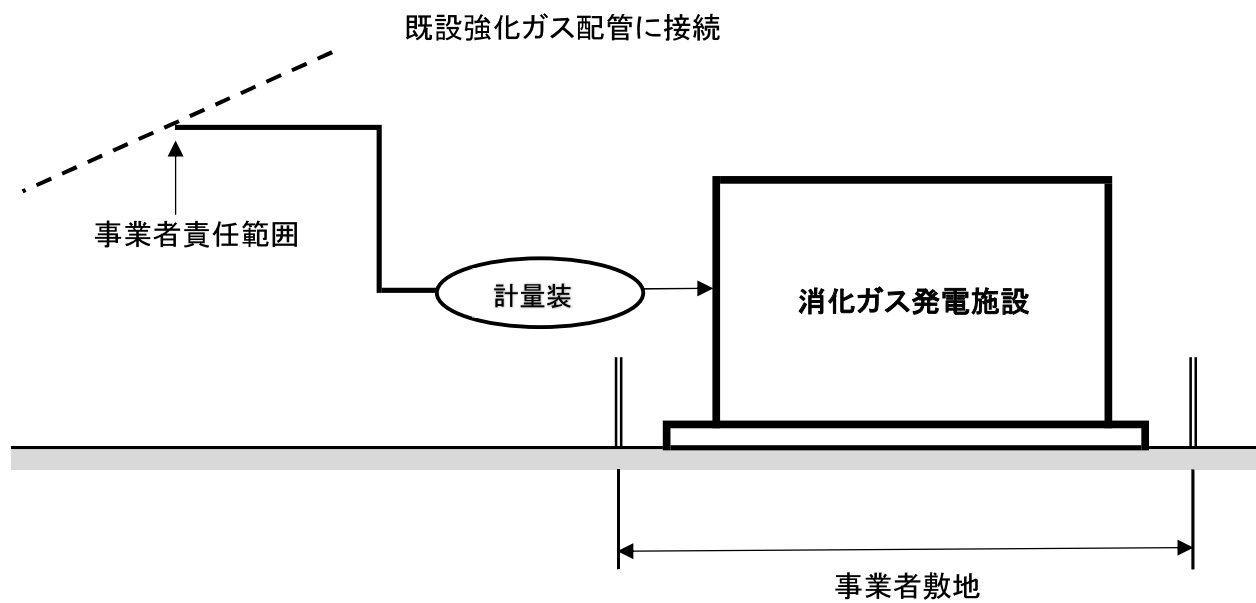 既設強化ガス配管に接続
事業者責任範囲
計量装
消化ガス発電施設
事業者敷地